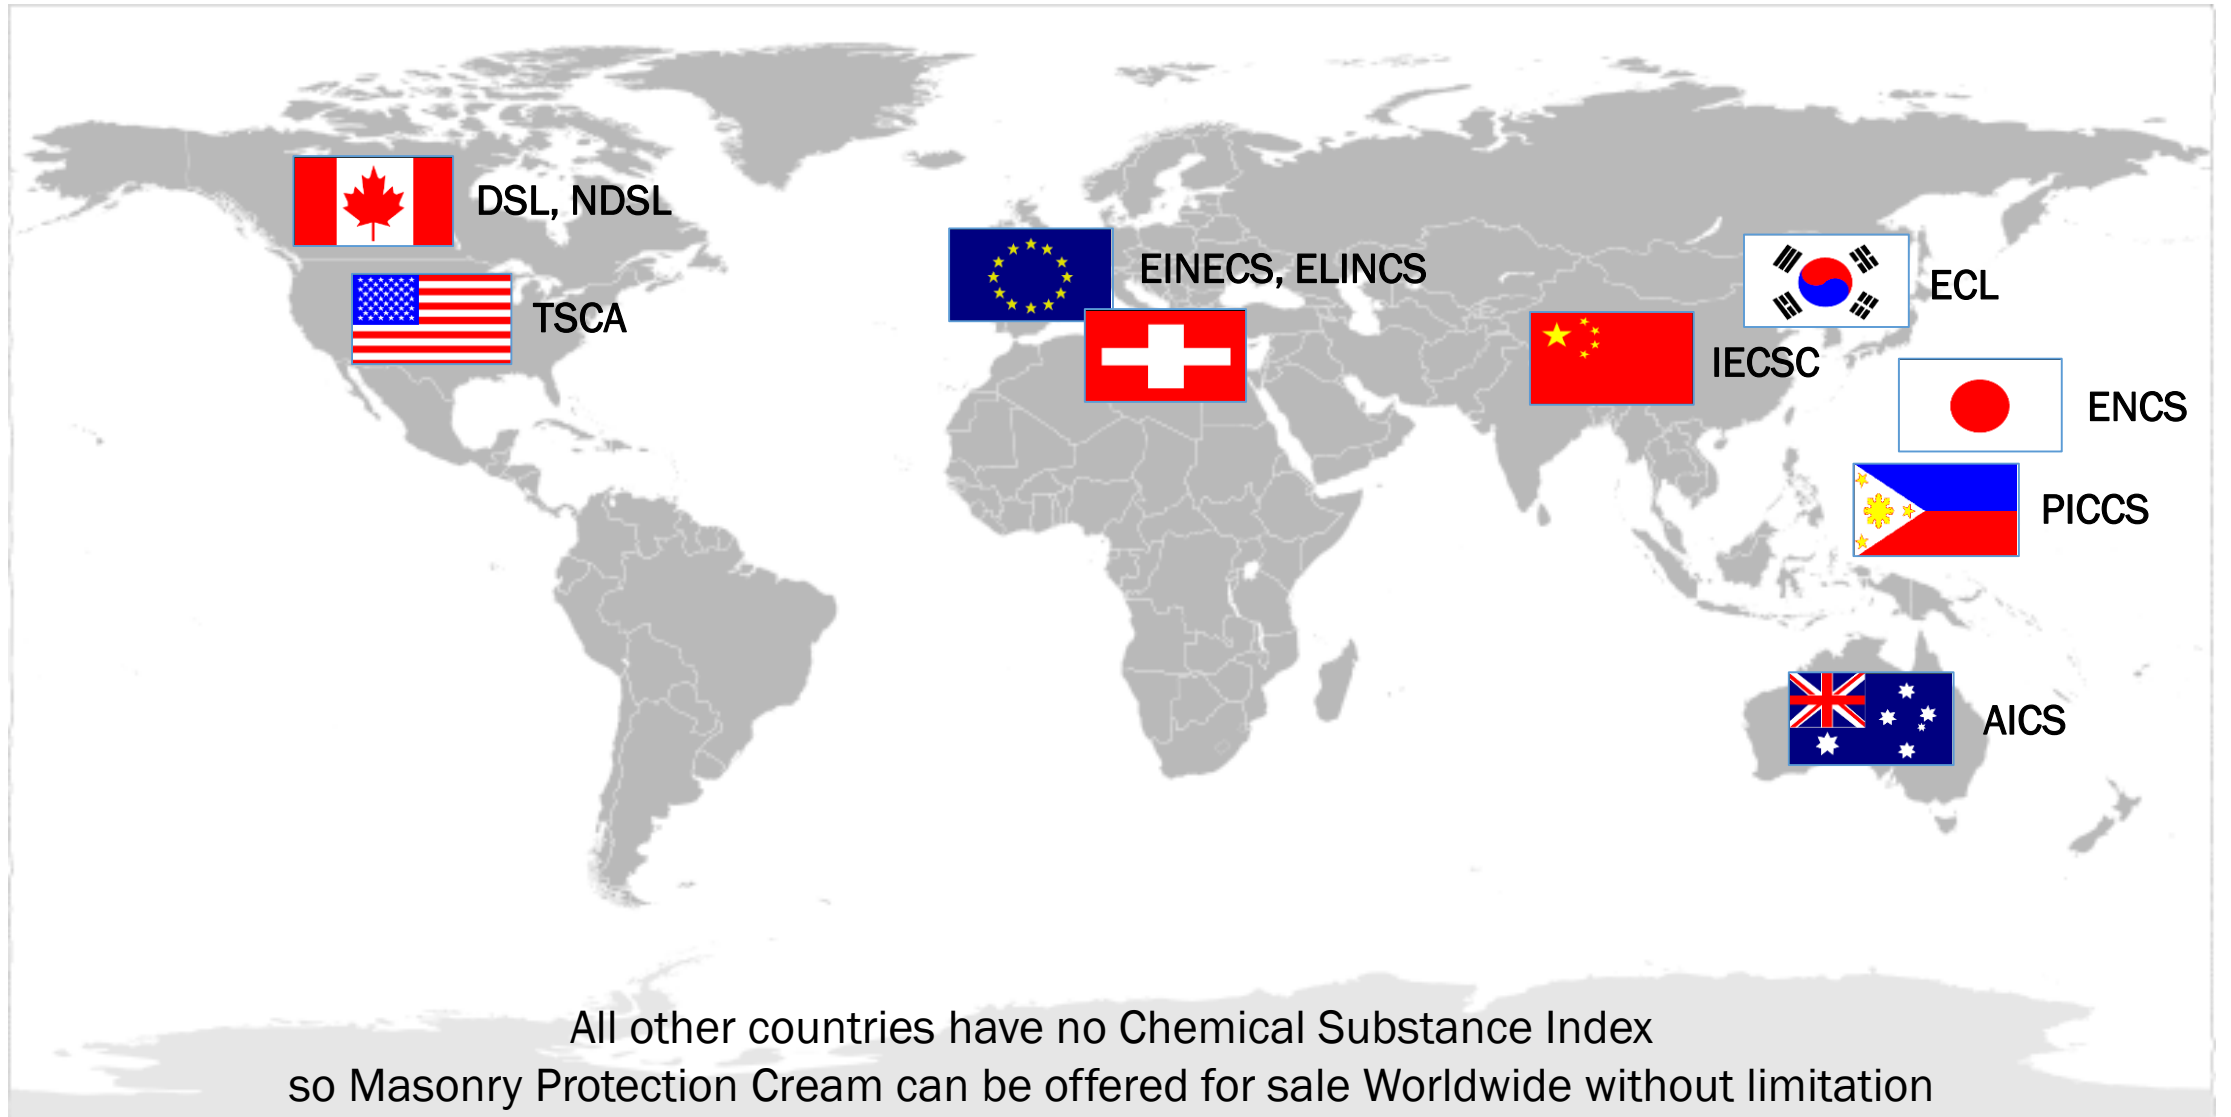 DSL, NDSL
TSCA
EINECS, ELINCS
ECL
IECSC
ENCS
PICCS
AICS
All other countries have no Chemical Substance Index
so Masonry Protection Cream can be offered for sale Worldwide without limitation